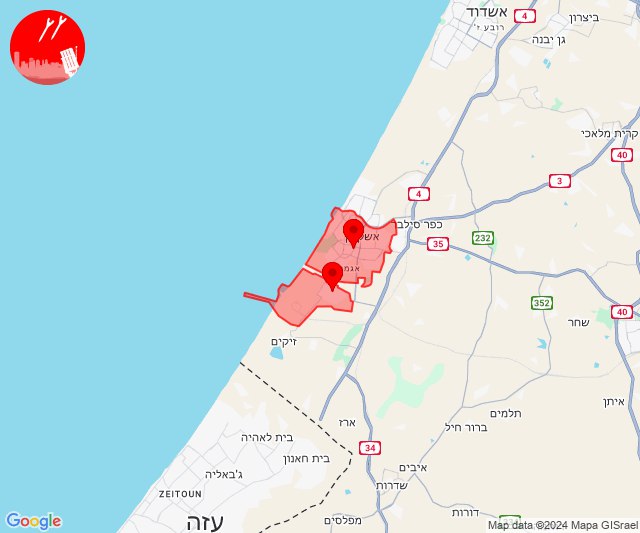 אשדוד
רובע ז'
4
ביצרון
גן יבנה
קרית מלאכי
40
3
4
כפר סילבר
35
232
אגמים
352
40
שחר
זיקים
איתן
תלמים
ברור חיל
ארז
בית לאהיה
34
בית חאנון
ג'באליה
איבים
שדרות
ZEITOUN
דורות
מפלסים
עזה
Google
Map data ©2024 Mapa GISrael